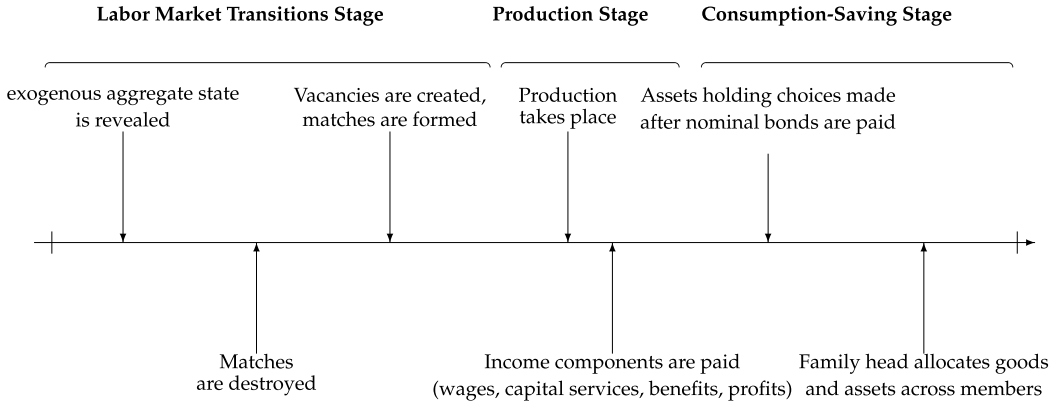 Labor Market Transitions Stage
Production Stage
Consumption-Saving Stage
exogenous aggregate state
is revealed
Vacancies are created,
matches are formed
Production
takes place
Assets holding choices made
after nominal bonds are paid
Matches
are destroyed
Income components are paid
(wages, capital services, benefits, profits)
Family head allocates goods
and assets across members